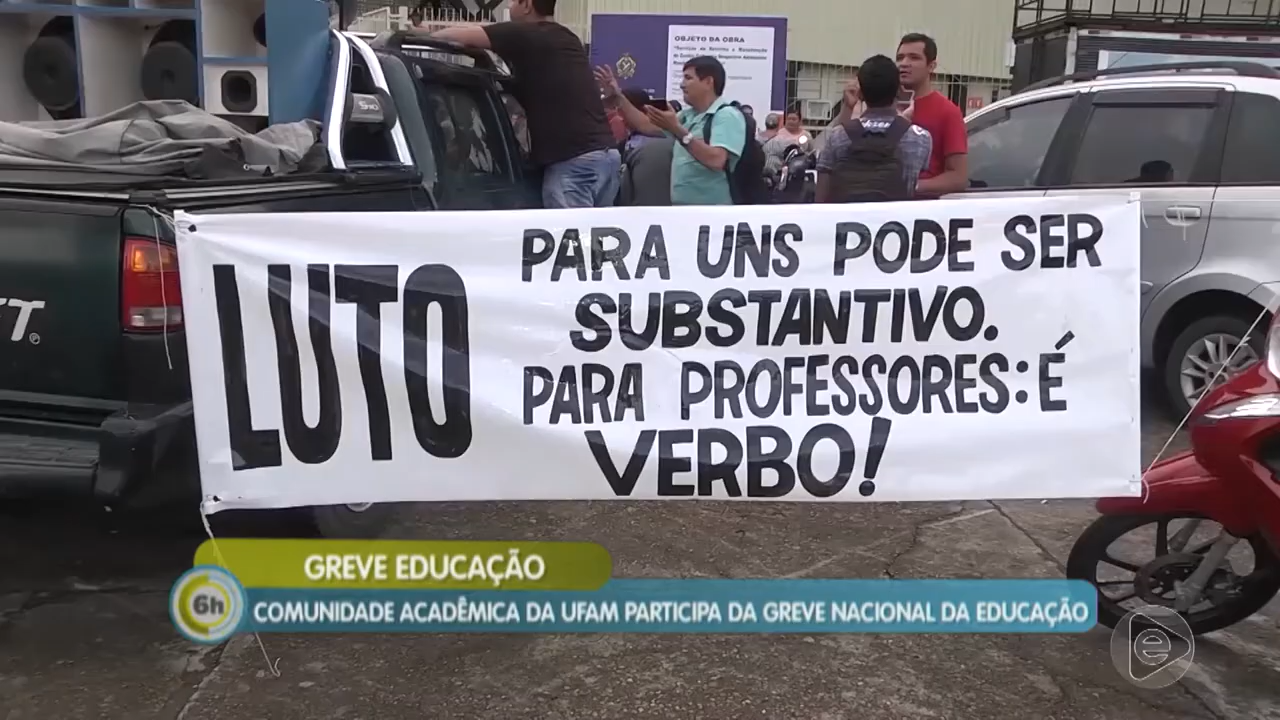 OBJETO DA OBRA
S10
LUTO
PARA UNS PODE SER
SUBSTANTIVO.
PARA PROFESSORES: É
VERBO!
GREVE EDUCAÇÃO
6h
COMUNIDADE ACADÊMICA DA UFAM PARTICIPA DA GREVE NACIONAL DA EDUCAÇÃO
e